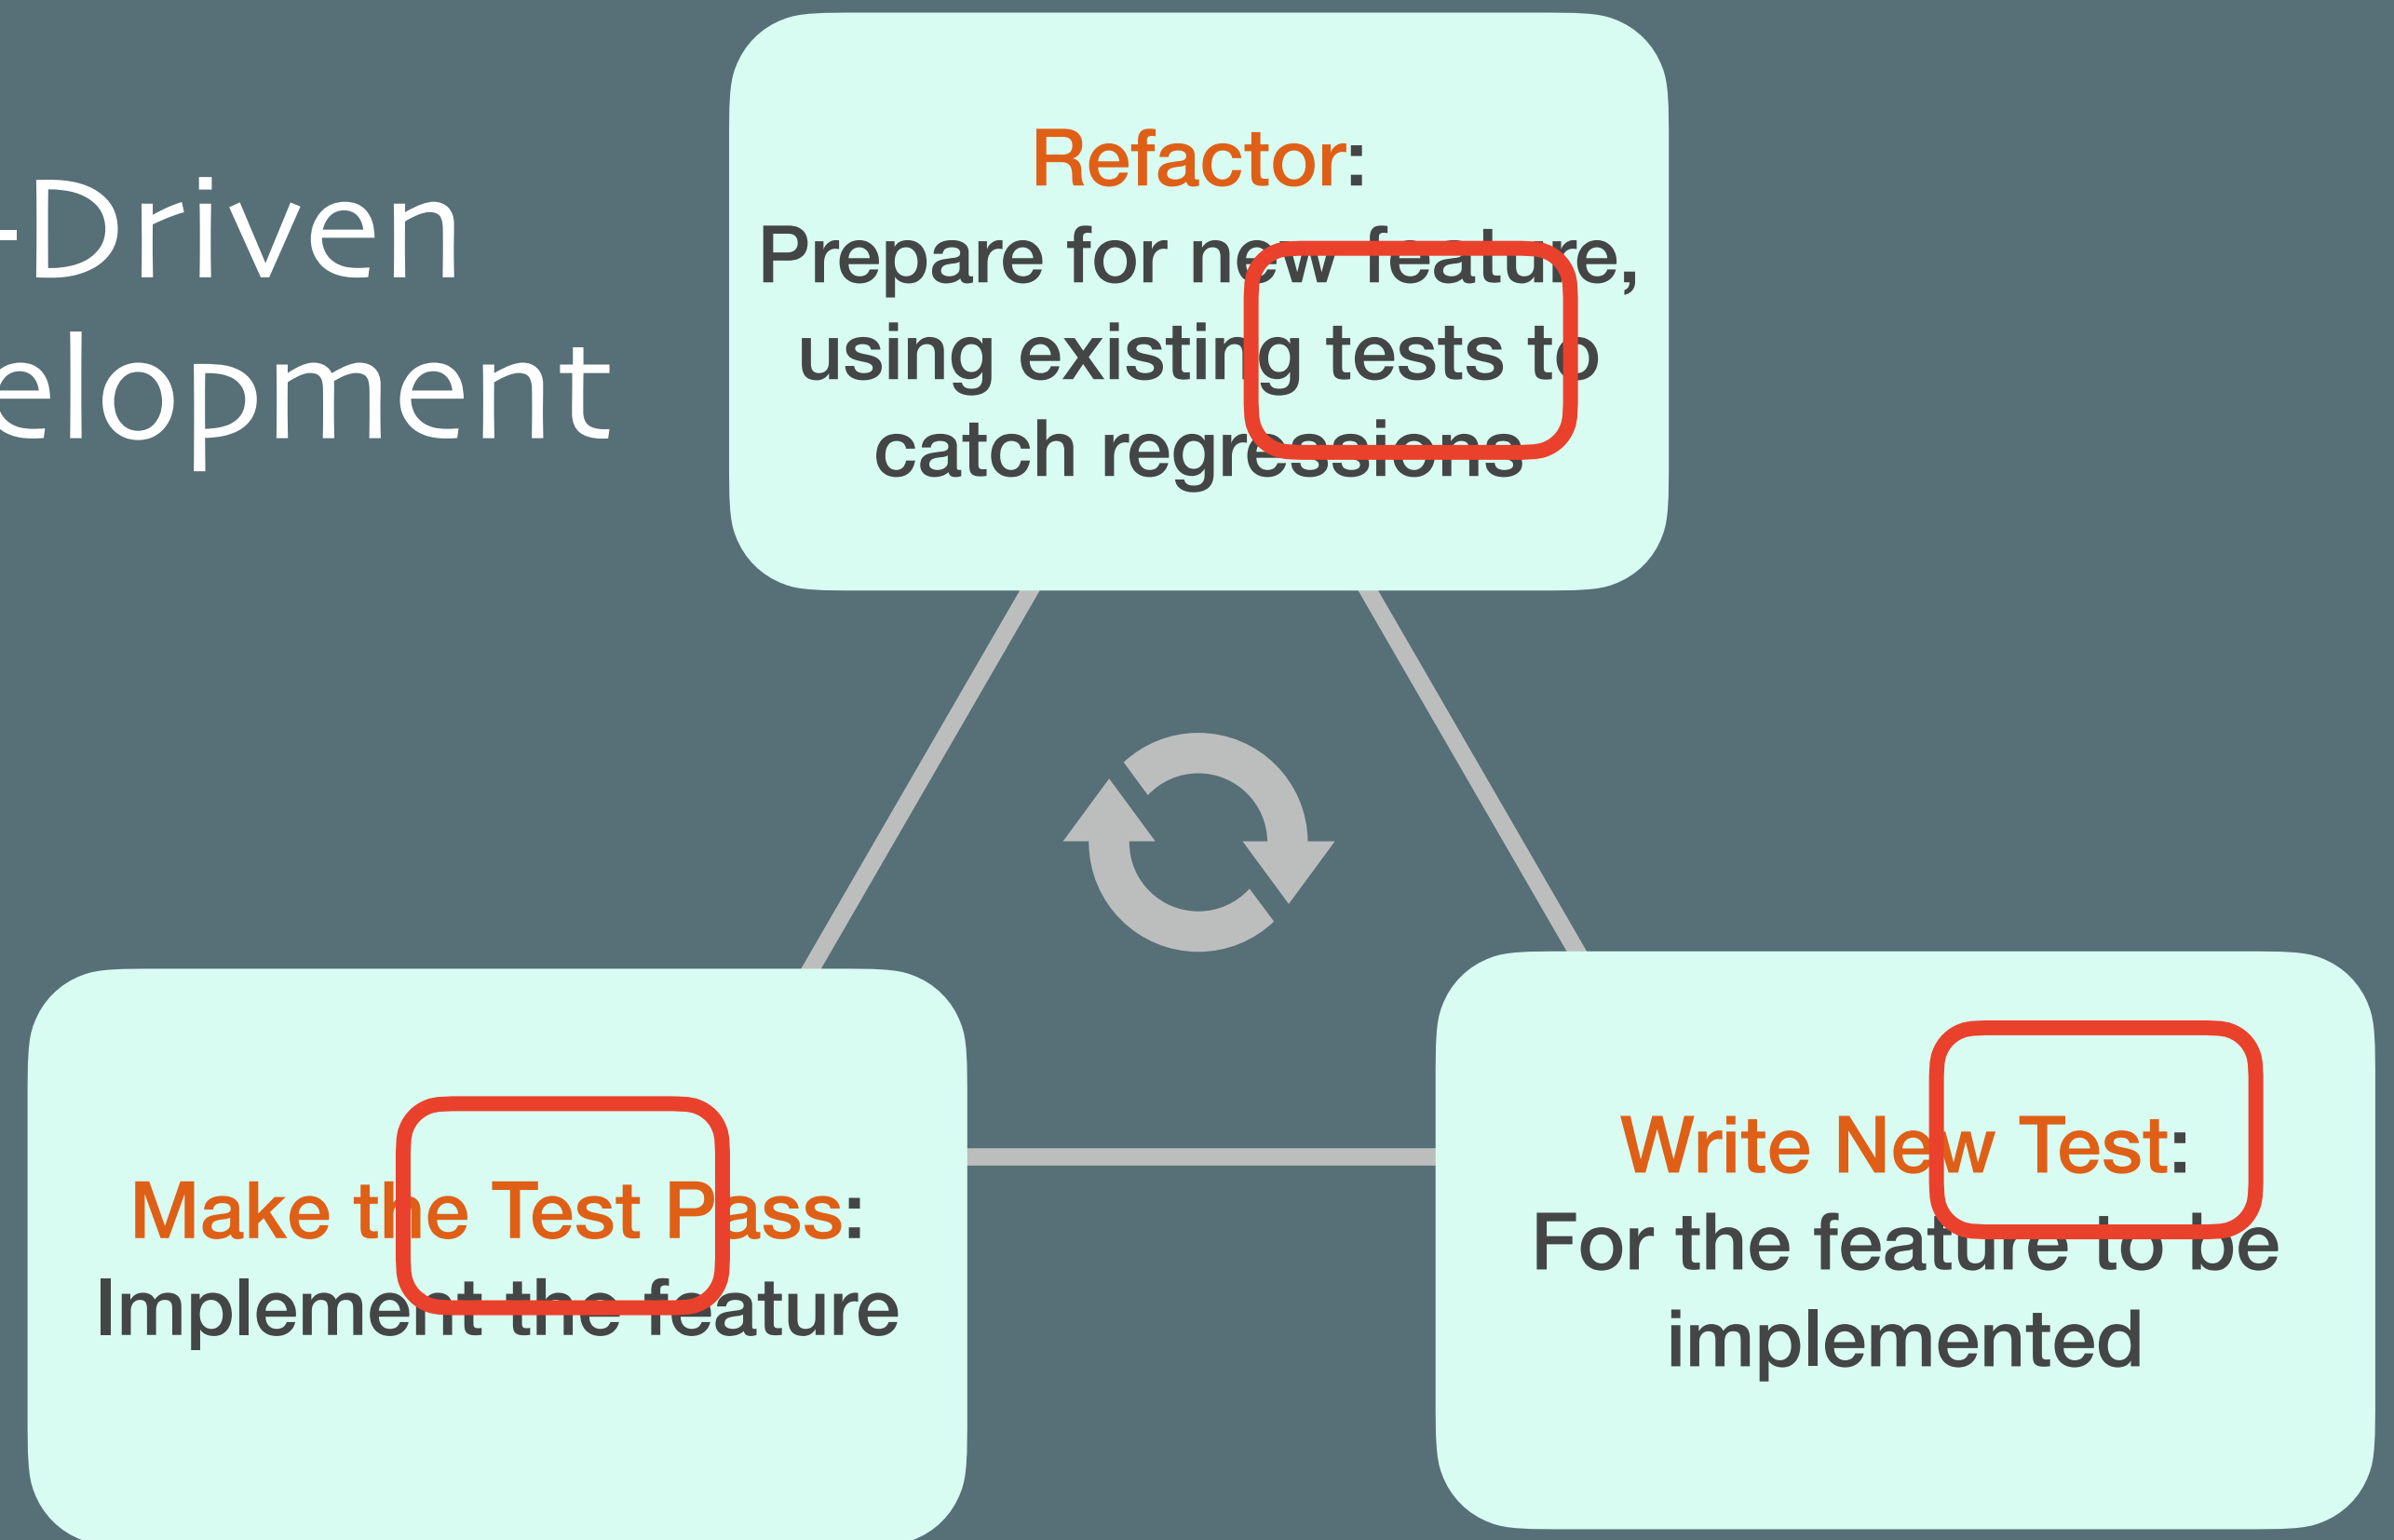 -Driven
elopment
Refactor:
Prepare for new feature,
using existing tests to
catch regressions
Make the Test Pass:
Implement the feature
Write New Test:
For the feature to be
implemented